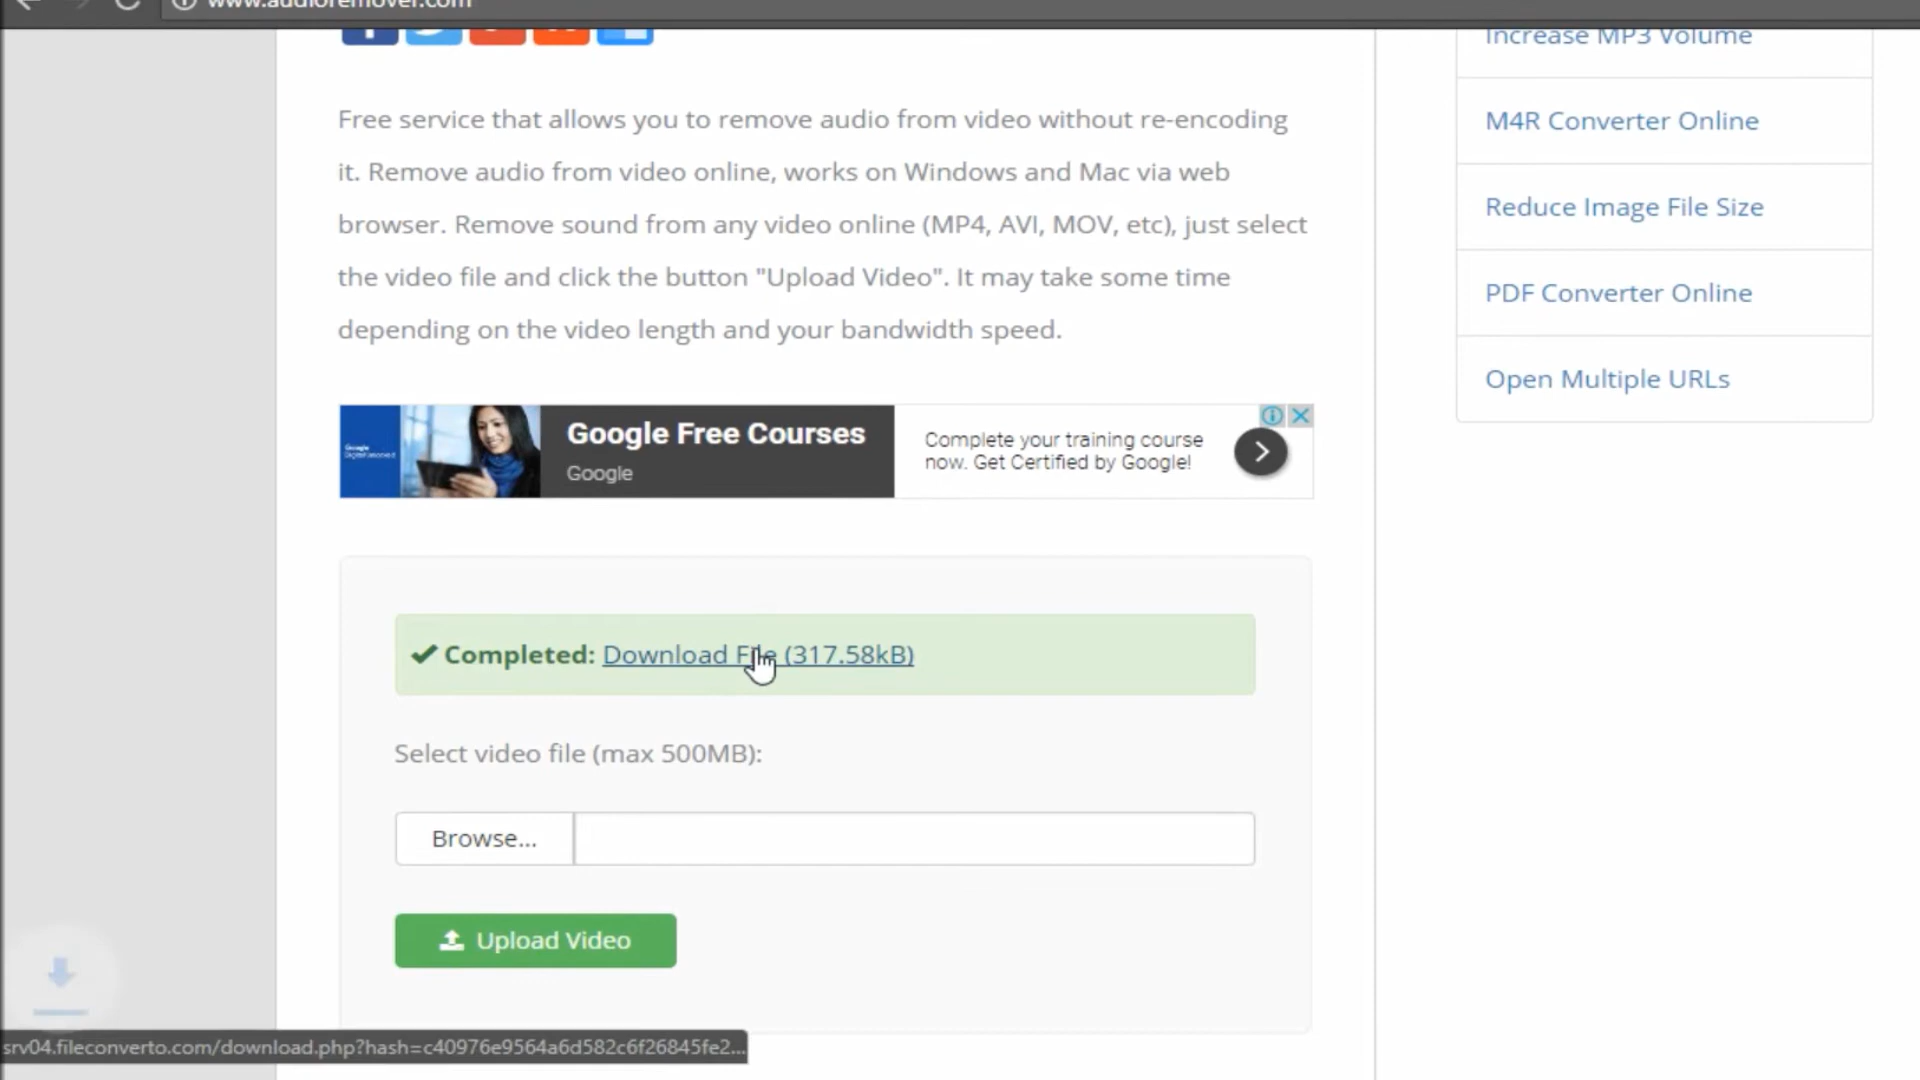 www.audioremover.com
Increase MP3 Volume
M4R Converter Online
Reduce Image File Size
PDF Converter Online
Open Multiple URLs
Free service that allows you to remove audio from video without re-encoding
it. Remove audio from video online, works on Windows and Mac via web
browser. Remove sound from any video online (MP4, AVI, MOV, etc), just select
the video file and click the button "Upload Video". It may take some time
depending on the video length and your bandwidth speed.
Google Free Courses
Google
Complete your training course
now. Get Certified by Google!
Completed: Download File (317.58kB)
Select video file (max 500MB):
Browse...
Upload Video
srv04.fileconverto.com/download.php?hash=c40976e9564a6d582c6f26845fe2...